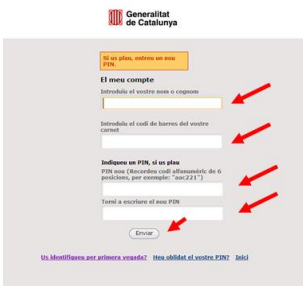 Generalitat
de Catalunya
Si us plau, entreu un nou
PIN.
El meu compte
Introduïu el vostre nom o cognom
Introduïu el codi de barres del vostre
carnet
Indiqueu un PIN, si us plau
PIN nou (Recordeu codi alfanumèric de 6
posicions, per exemple: "aoc221")
Torni a escriure el nou PIN
Enviar
Us identifiqueu per primera vegada? Heu oblidat el vostre PIN? Inici